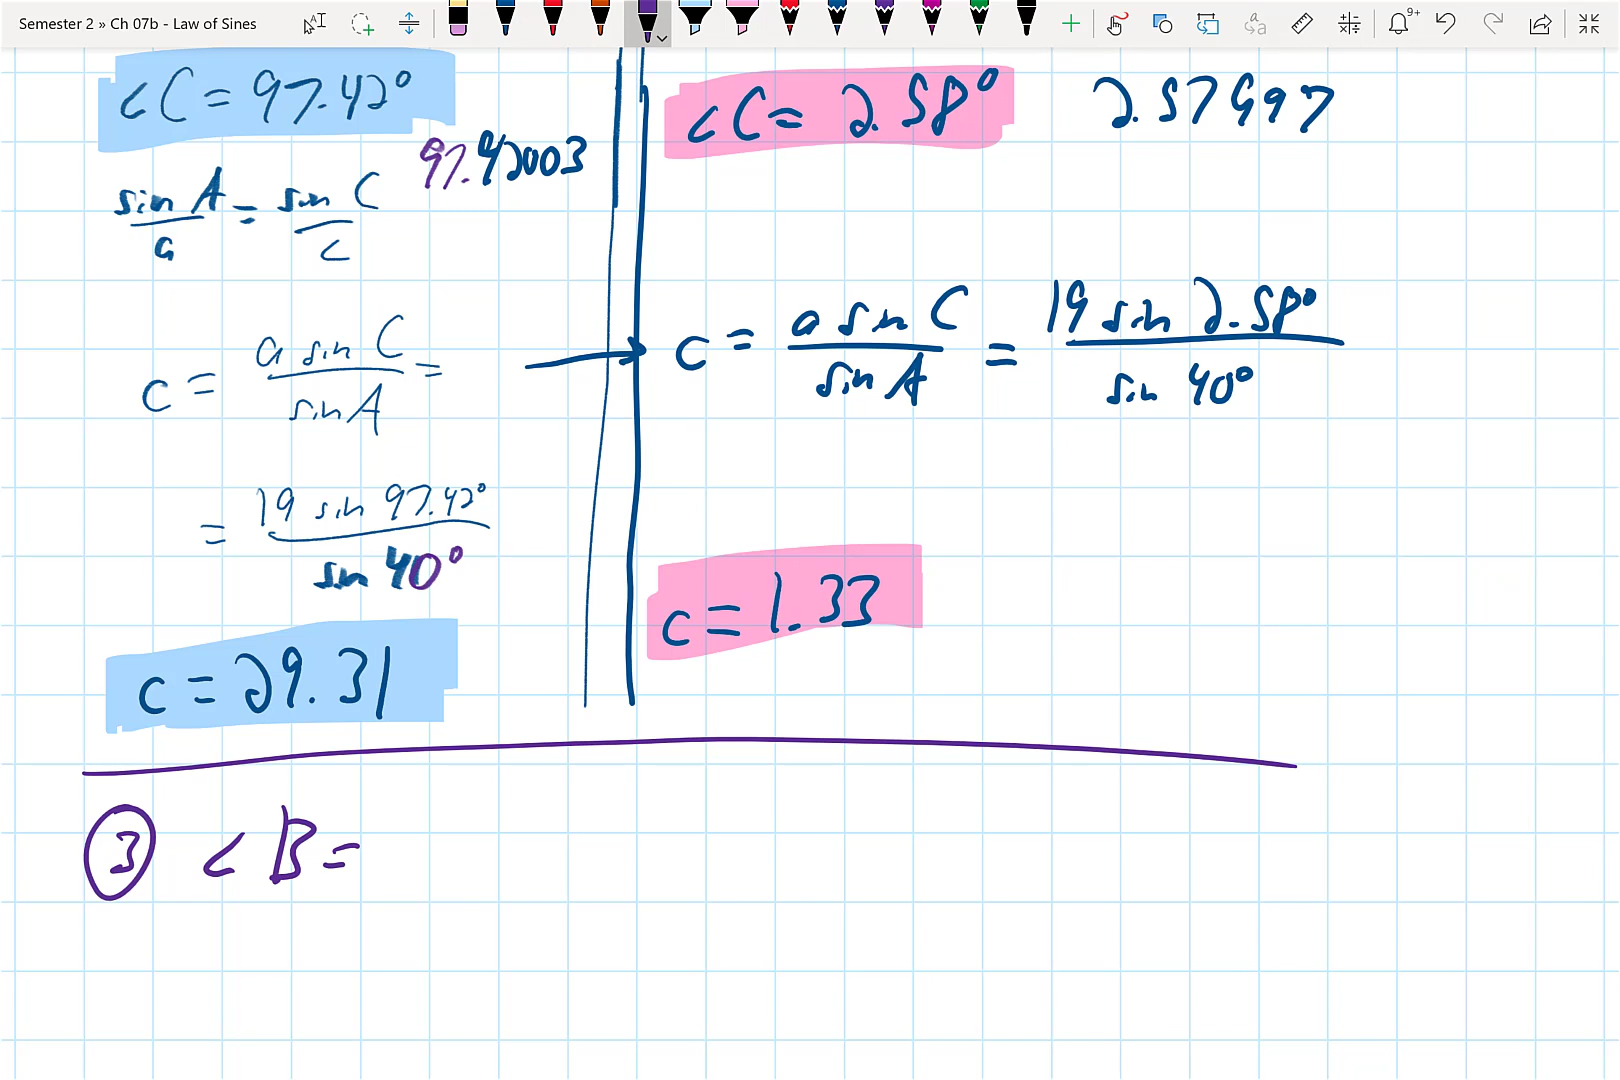 Semester 2 » Ch 07b - Law of Sines
9+
<C = 97.42°
97.42003
sin A / a = sin C / c
c = a sin C / sin A =
= 19 sin 97.42° / sin 40°
c = 29.31
<C = 2.58°
2.57997
c = a sin C / sin A = 19 sin 2.58° / sin 40°
c = 1.33
3 < B =